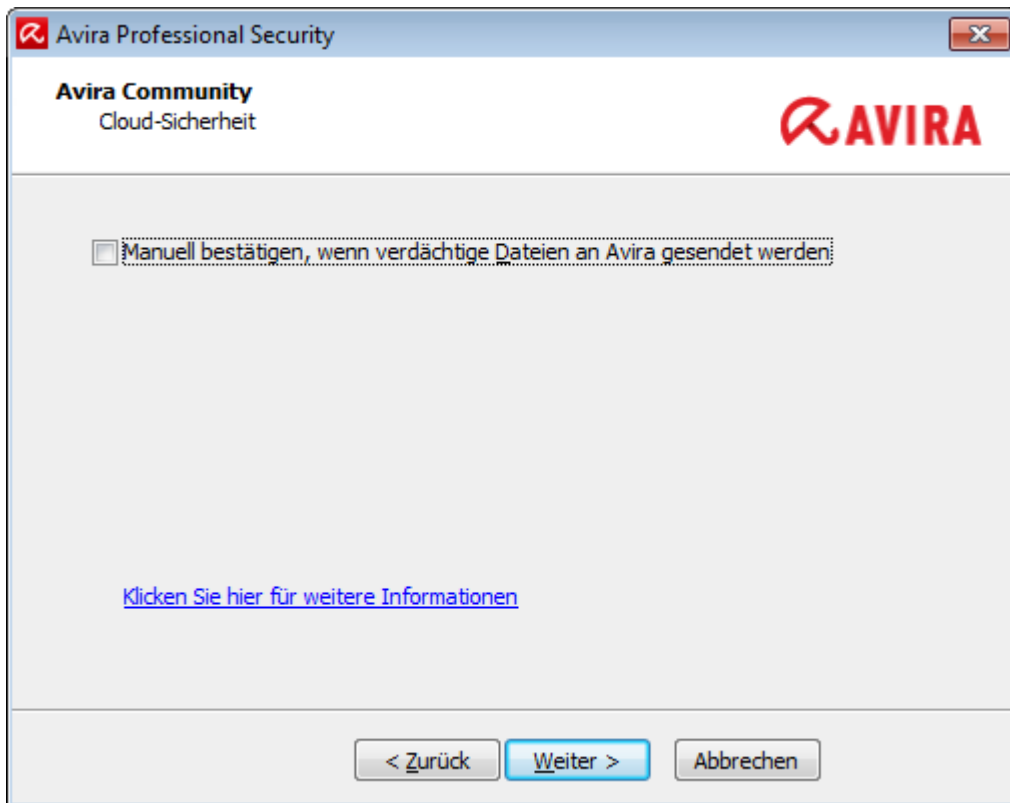 Avira Professional Security
Avira Community
Cloud-Sicherheit
AVIRA
Manuell bestätigen, wenn verdächtige Dateien an Avira gesendet werden
Klicken Sie hier für weitere Informationen
< Zurück
Weiter >
Abbrechen